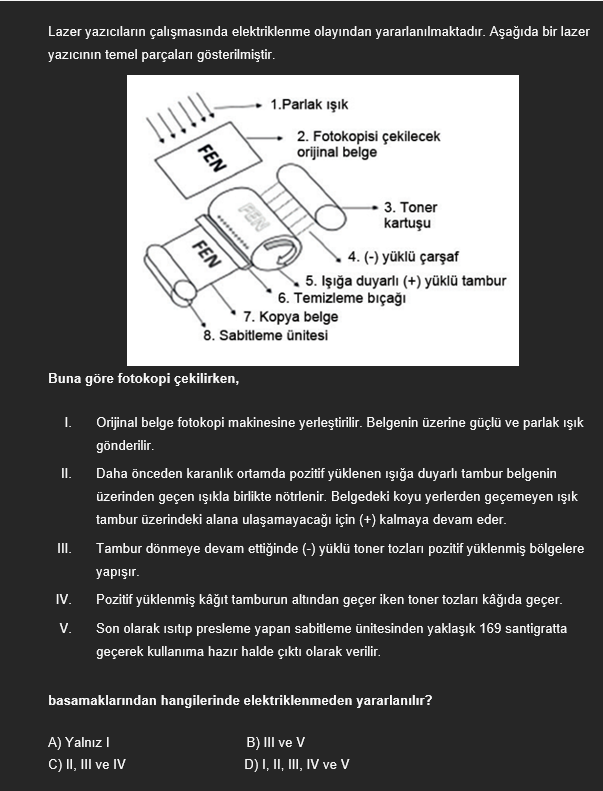 Lazer yazıcıların çalışmasında elektriklenme olayından yararlanılmaktadır. Aşağıda bir lazer
yazıcının temel parçaları gösterilmiştir.
1.Parlak ışık
2. Fotokopisi çekilecek
orijinal belge
FEN
FEN
3. Toner
kartuşu
4. (-) yüklü çarşaf
FEN
5. Işığa duyarlı (+) yüklü tambur
6. Temizleme bıçağı
7. Kopya belge
8. Sabitleme ünitesi
Buna göre fotokopi çekilirken,
I. Orijinal belge fotokopi makinesine yerleştirilir. Belgenin üzerine güçlü ve parlak ışık
gönderilir.
II. Daha önceden karanlık ortamda pozitif yüklenen ışığa duyarlı tambur belgenin
üzerinden geçen ışıkla birlikte nötrlenir. Belgedeki koyu yerlerden geçemeyen ışık
tambur üzerindeki alana ulaşamayacağı için (+) kalmaya devam eder.
III. Tambur dönmeye devam ettiğinde (-) yüklü toner tozları pozitif yüklenmiş bölgelere
yapışır.
IV. Pozitif yüklenmiş kâğıt tamburun altından geçer iken toner tozları kâğıda geçer.
V. Son olarak ısıtıp presleme yapan sabitleme ünitesinden yaklaşık 169 santigratta
geçerek kullanıma hazır halde çıktı olarak verilir.
basamaklarından hangilerinde elektriklenmeden yararlanılır?
A) Yalnız I B) III ve V
C) II, III ve IV D) I, II, III, IV ve V